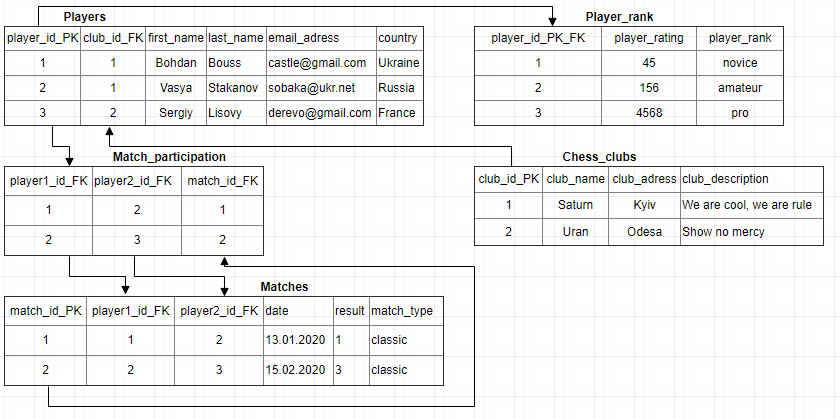 Players
player_id_PK club_id_FK first_name last_name email_adress country
1 1 Bohdan Bouss castle@gmail.com Ukraine
2 1 Vasya Stakanov sobaka@ukr.net Russia
3 2 Sergiy Lisovy derevo@gmail.com France
Player_rank
player_id_PK_FK player_rating player_rank
1 45 novice
2 156 amateur
3 4568 pro
Match_participation
player1_id_FK player2_id_FK match_id_FK
1 2 1
2 3 2
Chess_clubs
club_id_PK club_name club_adress club_description
1 Saturn Kyiv We are cool, we are rule
2 Uran Odesa Show no mercy
Matches
match_id_PK player1_id_FK player2_id_FK date result match_type
1 1 2 13.01.2020 1 classic
2 2 3 15.02.2020 3 classic